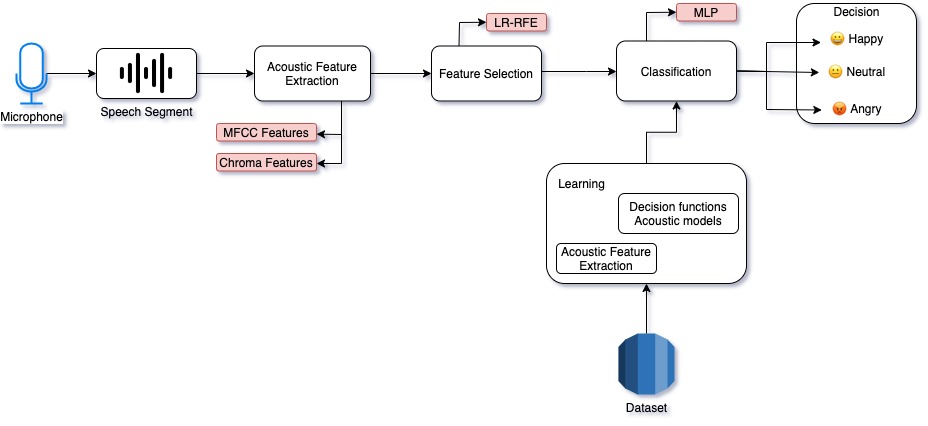 Microphone
Speech Segment
Acoustic Feature
Extraction
MFCC Features
Chroma Features
Feature Selection
LR-RFE
Classification
MLP
Decision
Happy
Neutral
Angry
Learning
Decision functions
Acoustic models
Acoustic Feature
Extraction
Dataset